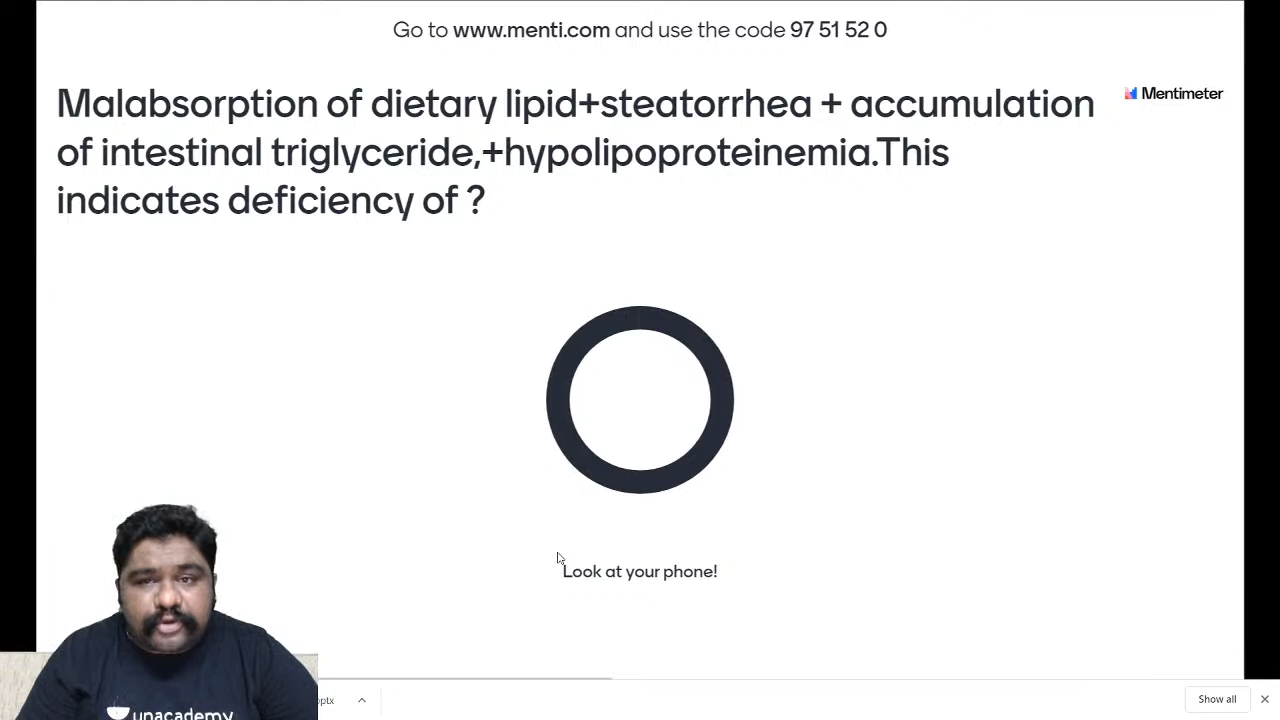 Go to www.menti.com and use the code 97 51 52 0
Malabsorption of dietary lipid+steatorrhea + accumulation
of intestinal triglyceride,+hypolipoproteinemia.This
indicates deficiency of ?
Mentimeter
Look at your phone!
unacademy
pptx
Show all